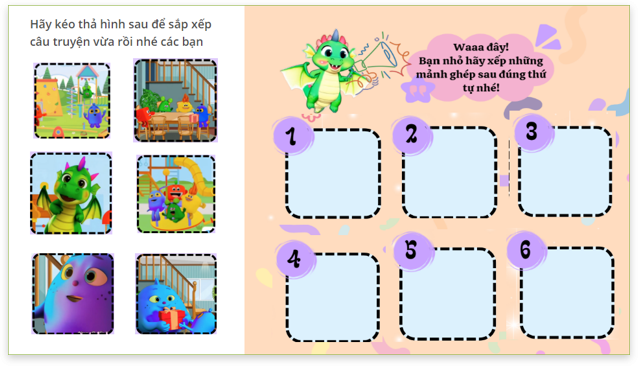 Hãy kéo thả hình sau để sắp xếp
câu truyện vừa rồi nhé các bạn
Waaa đây!
Bạn nhỏ hãy xếp những
mảnh ghép sau đúng thứ
tự nhé!
1
2
3
4
5
6